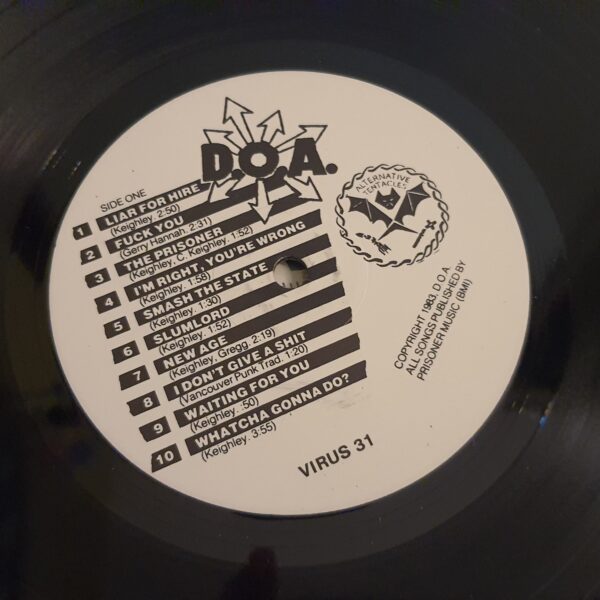 D.O.A.
ALTERNATIVE
TENTACLES
SIDE ONE
1 LIAR FOR HIRE
(Keighley. 2:50)
2 FUCK YOU
(Gerry Hannah. 2:31)
3 THE PRISONER
(Keighley, C. Keighley. 1:52)
4 I'M RIGHT, YOU'RE WRONG
(Keighley. 1:58)
5 SMASH THE STATE
(Keighley. 1:30)
6 SLUMLORD
(Keighley. 1:52)
7 NEW AGE
(Keighley, Gregg. 2:19)
8 I DON'T GIVE A SHIT
(Vancouver Punk Trad. 1:20)
9 WAITING FOR YOU
(Keighley. :50)
10 WHATCHA GONNA DO?
(Keighley. 3:55)
COPYRIGHT 1983, D.O.A
ALL SONGS PUBLISHED BY
PRISONER MUSIC (BMI)
VIRUS 31